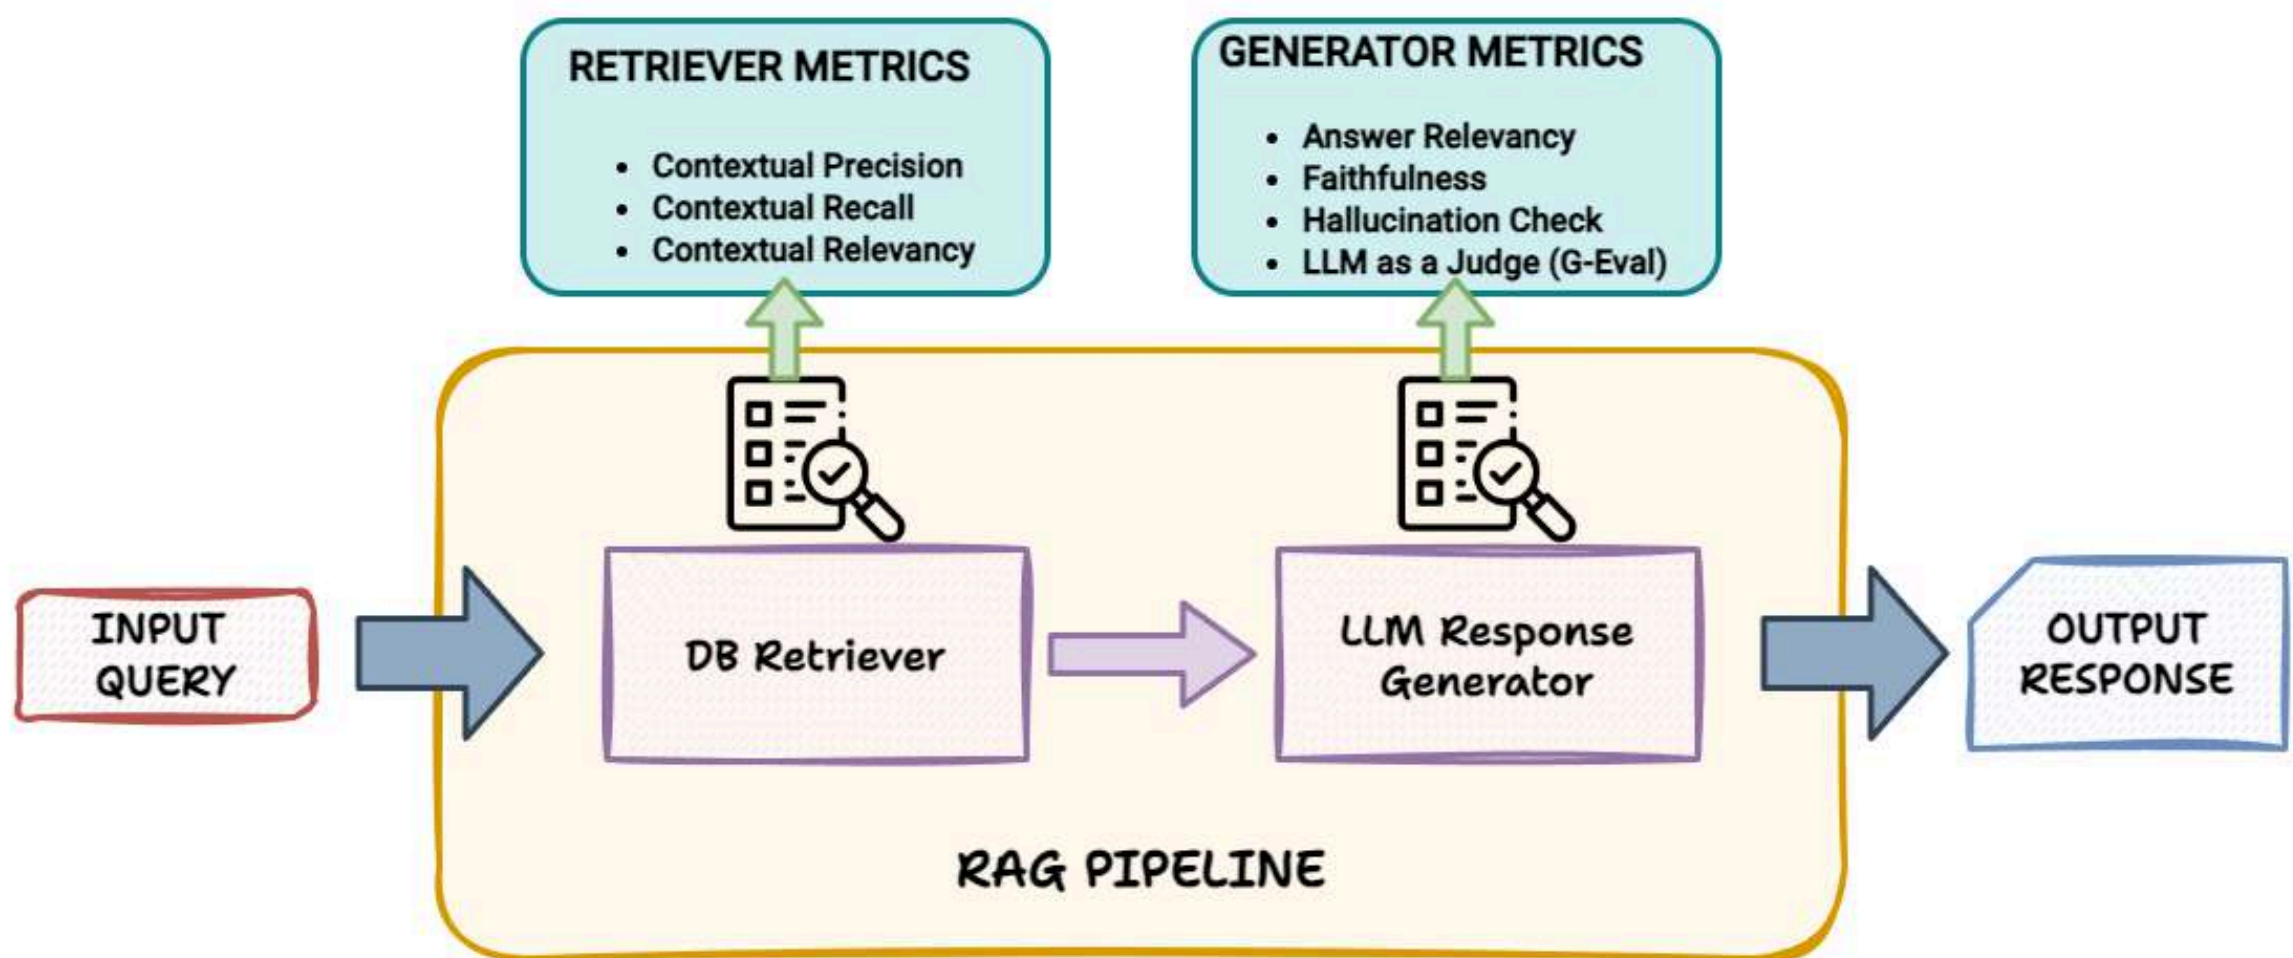 RETRIEVER METRICS
• Contextual Precision
• Contextual Recall
• Contextual Relevancy
GENERATOR METRICS
• Answer Relevancy
• Faithfulness
• Hallucination Check
• LLM as a Judge (G-Eval)
INPUT
QUERY
DB Retriever
LLM Response
Generator
OUTPUT
RESPONSE
RAG PIPELINE